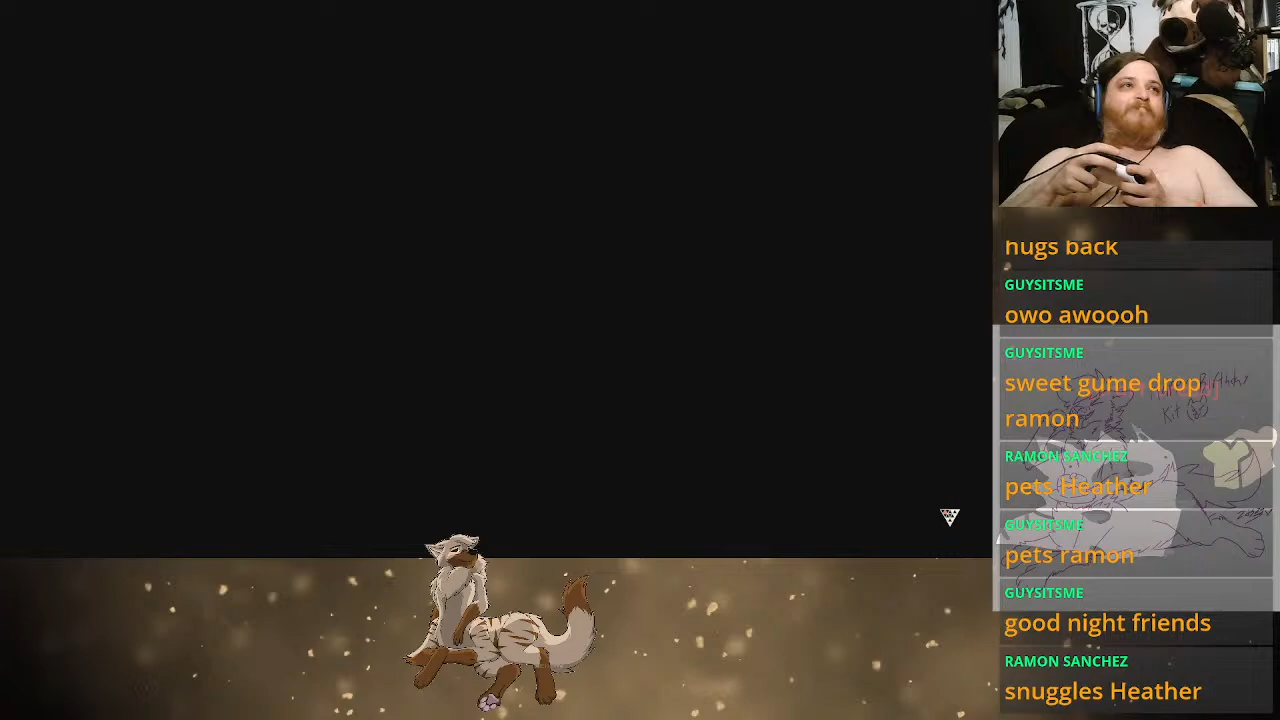 hugs back
GUYSITSME
owo awoooh
GUYSITSME
sweet gume drop
ramon
RAMON SANCHEZ
pets Heather
GUYSITSME
pets ramon
GUYSITSME
good night friends
RAMON SANCHEZ
snuggles Heather